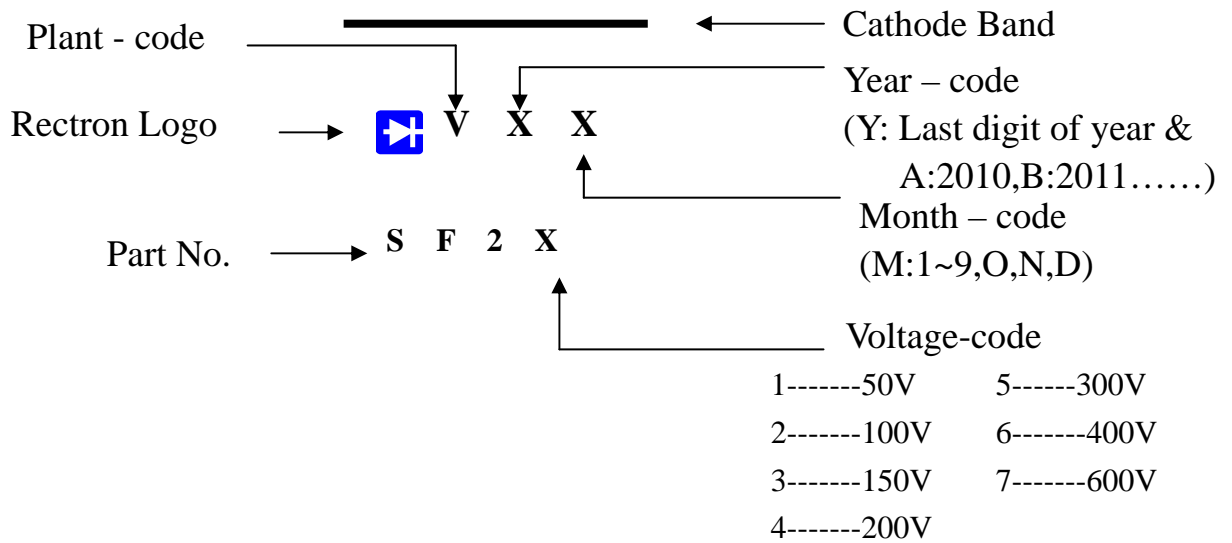 Cathode Band
Plant - code
Year – code
Rectron Logo
V X X
(Y: Last digit of year &
A:2010,B:2011……)
Month – code
(M:1~9,O,N,D)
Part No.
S F 2 X
Voltage-code
1-------50V 5------300V
2-------100V 6-------400V
3-------150V 7-------600V
4-------200V